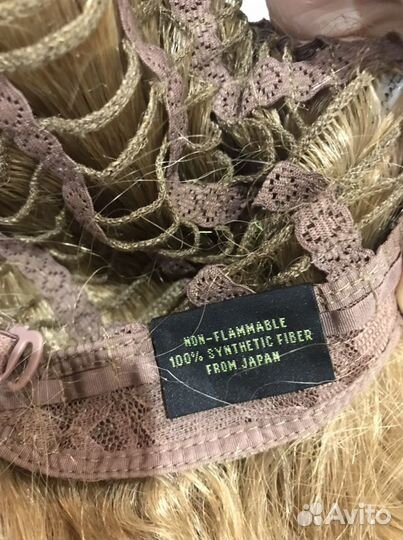 NON-FLAMMABLE
100% SYNTHETIC FIBER
FROM JAPAN
Avito